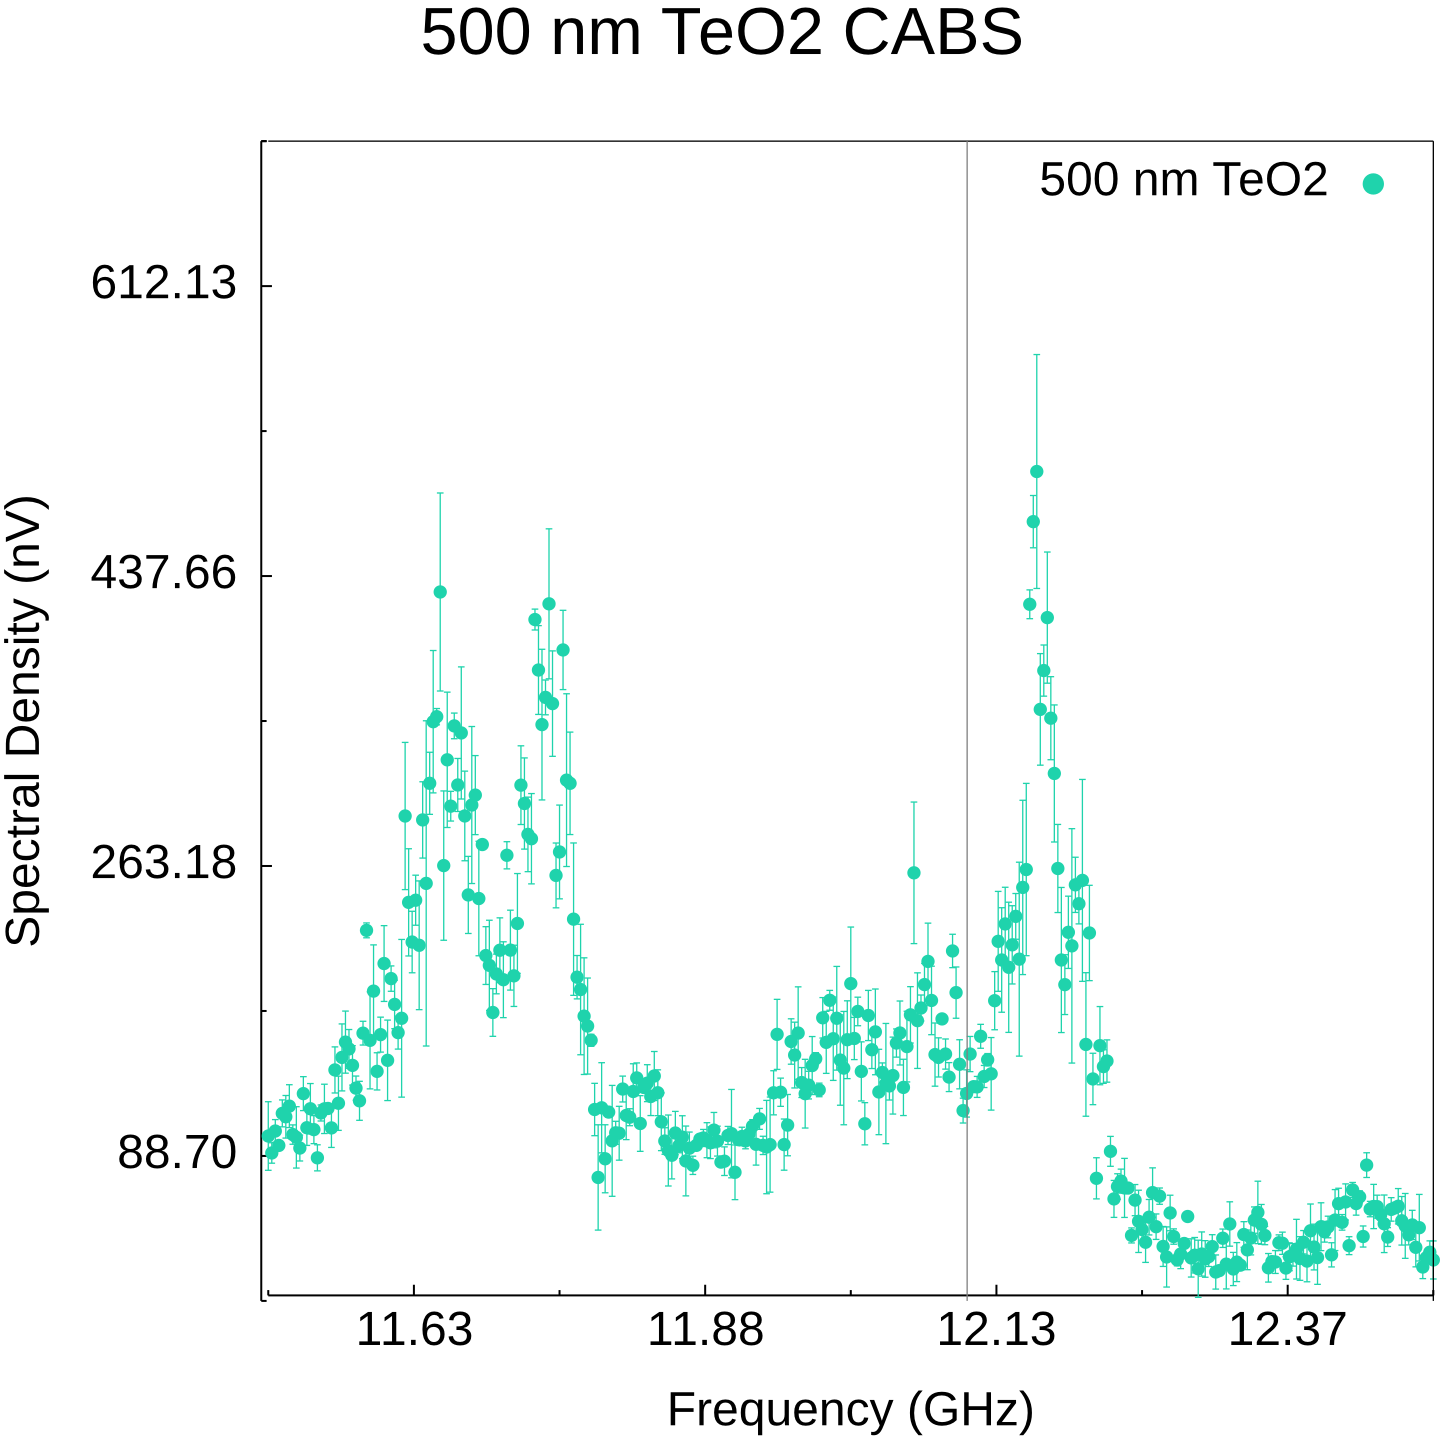 500 nm TeO2 CABS
500 nm TeO2
612.13
437.66
263.18
88.70
Spectral Density (nV)
11.63
11.88
12.13
12.37
Frequency (GHz)